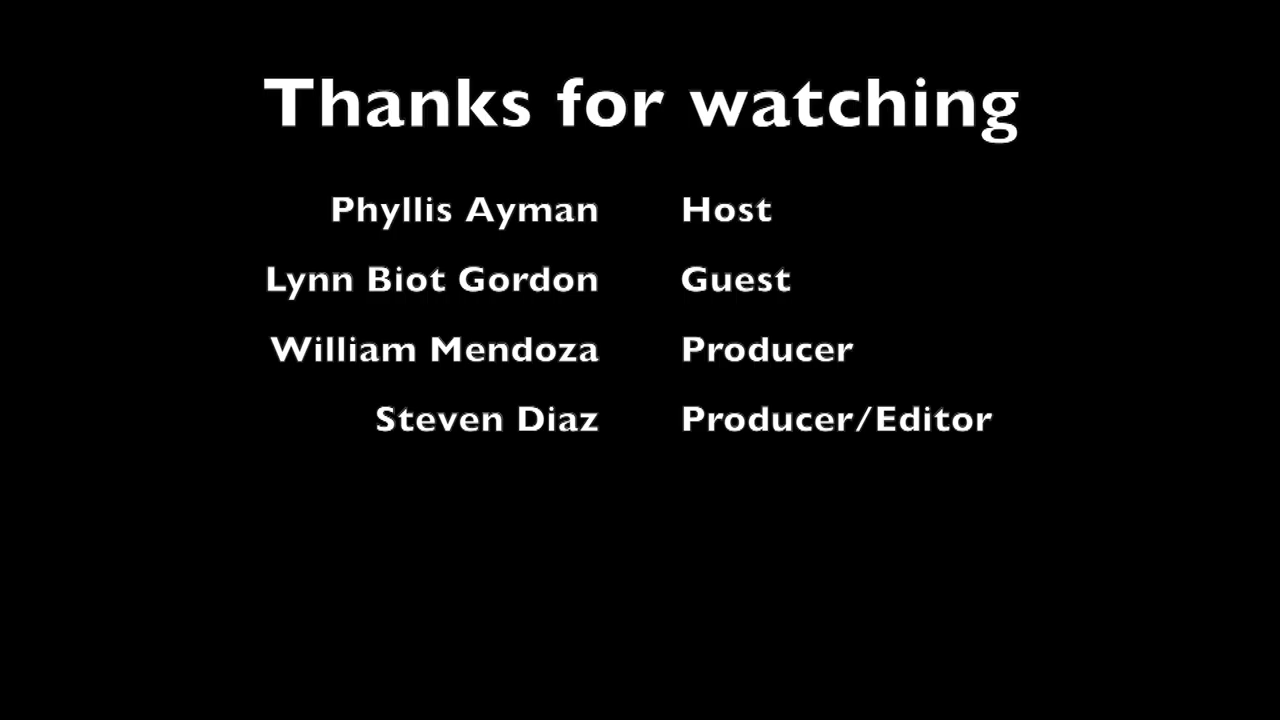 Thanks for watching
Phyllis Ayman Host
Lynn Biot Gordon Guest
William Mendoza Producer
Steven Diaz Producer/Editor